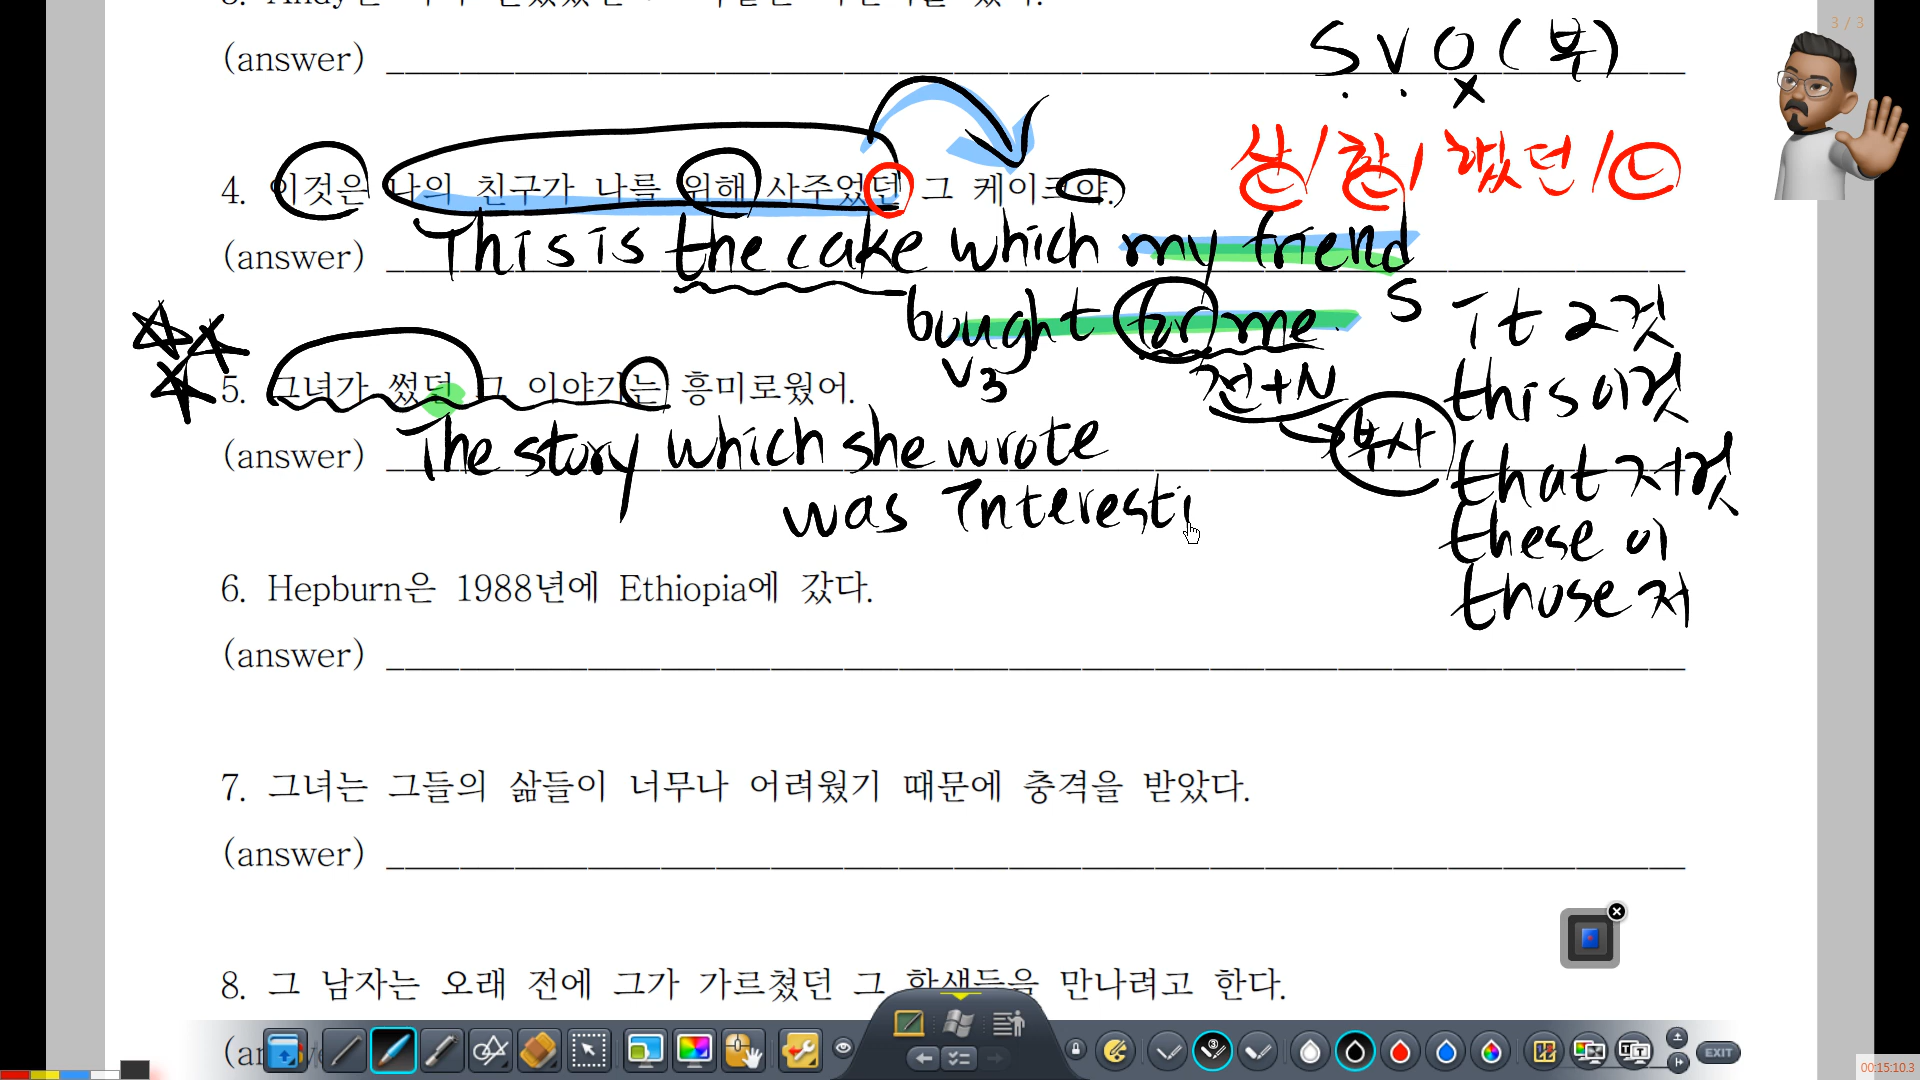 3 / 3
S V O ( 부 )
(answer)
산 / 한 / 했던 / ㄴ
4. 이것은 나의 친구가 나를 위해 사주었던 그 케이크야.
(answer) This is the cake which my friend
bought for me.
S
V3
전+N
부사
It 그것
this 이것
that 저것
these 이
those 저
5. 그녀가 썼던 그 이야기는 흥미로웠어.
(answer) The story which she wrote
was Interesti
6. Hepburn은 1988년에 Ethiopia에 갔다.
(answer)
7. 그녀는 그들의 삶들이 너무나 어려웠기 때문에 충격을 받았다.
(answer)
8. 그 남자는 오래 전에 그가 가르쳤던 그 학생들을 만나려고 한다.
EXIT
00:15:10.3